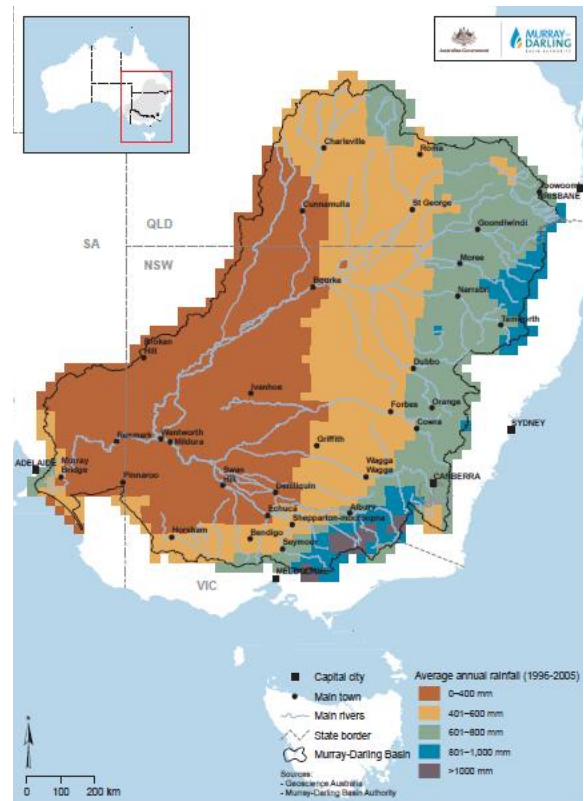 Australian Government
MURRAY–
DARLING
BASIN AUTHORITY
Charleville
Roma
Toowoomba
BRISBANE
Cunnamulla
St George
QLD
Goondiwindi
SA
NSW
Moree
Bourke
Narrabri
Tamworth
Broken
Hill
Dubbo
Ivanhoe
Forbes
Orange
Cowra
SYDNEY
Renmark
Wentworth
Mildura
Griffith
ADELAIDE
Murray
Bridge
Pinnaroo
Swan
Hill
Wagga
Wagga
CANBERRA
Deniliquin
Echuca
Albury
Shepparton-mooroopna
Horsham
Bendigo
Seymour
MELBOURNE
VIC
Capital city
Main town
Main rivers
State border
Murray-Darling Basin
Sources:
- Geoscience Australia
- Murray-Darling Basin Authority
Average annual rainfall (1996-2005)
0–400 mm
401–600 mm
601–800 mm
801–1,000 mm
>1000 mm
0 100 200
km